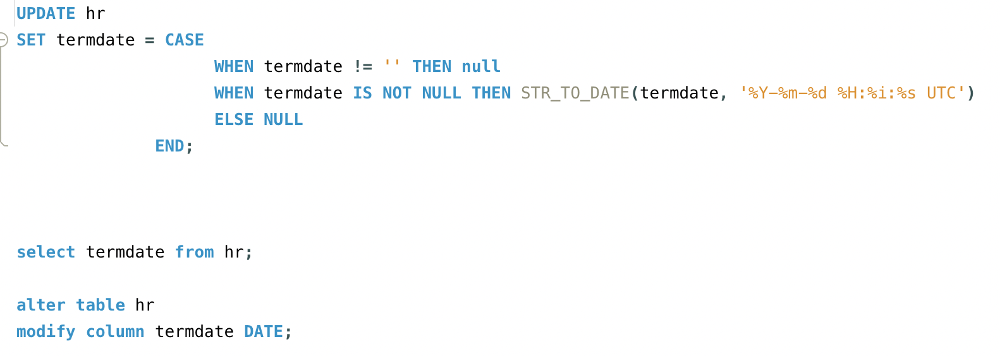 UPDATE hr
SET termdate = CASE
WHEN termdate != '' THEN null
WHEN termdate IS NOT NULL THEN STR_TO_DATE(termdate, '%Y-%m-%d %H:%i:%s UTC')
ELSE NULL
END;
select termdate from hr;
alter table hr
modify column termdate DATE;